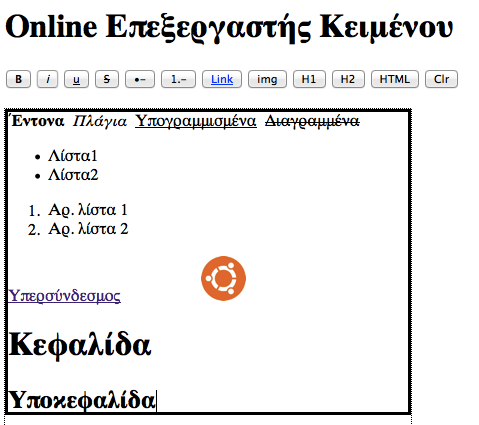 Online Επεξεργαστής Κειμένου
B i u S •– 1.– Link img H1 H2 HTML Clr
Έντονα Πλάγια Υπογραμμισμένα Διαγραμμένα
• Λίστα1
• Λίστα2
1. Αρ. λίστα 1
2. Αρ. λίστα 2
Υπερσύνδεσμος
Κεφαλίδα
Υποκεφαλίδα